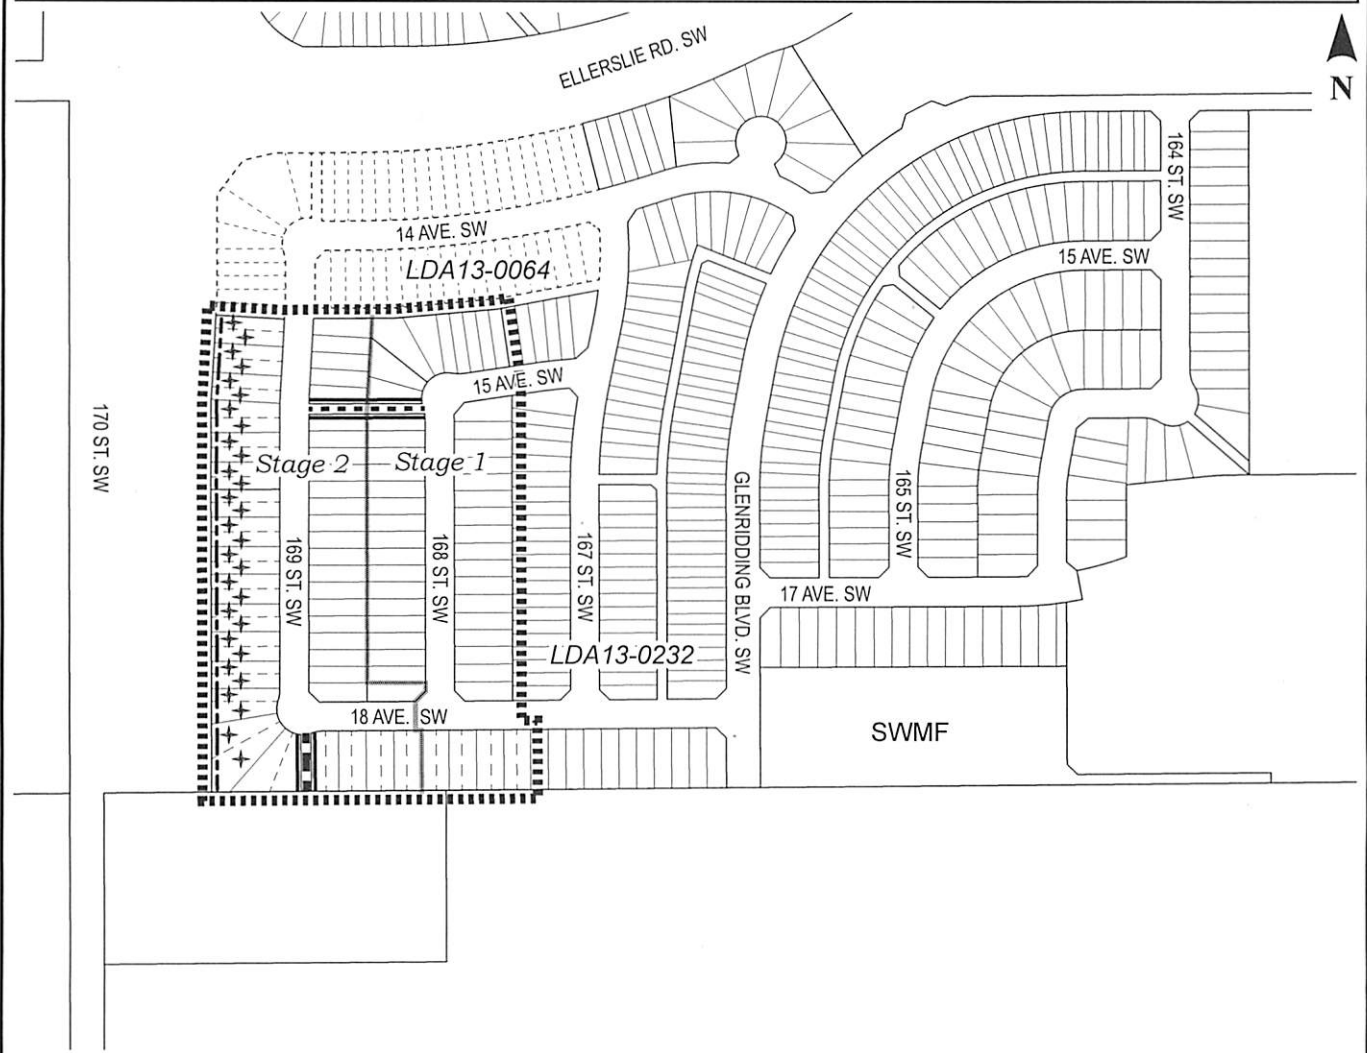 ELLERSLIE RD. SW
N
164 ST. SW
14 AVE. SW
15 AVE. SW
LDA13-0064
15 AVE. SW
170 ST. SW
Stage 2
Stage 1
169 ST. SW
168 ST. SW
167 ST. SW
GLENRIDDING BLVD. SW
165 ST. SW
17 AVE. SW
LDA13-0232
18 AVE. SW
SWMF